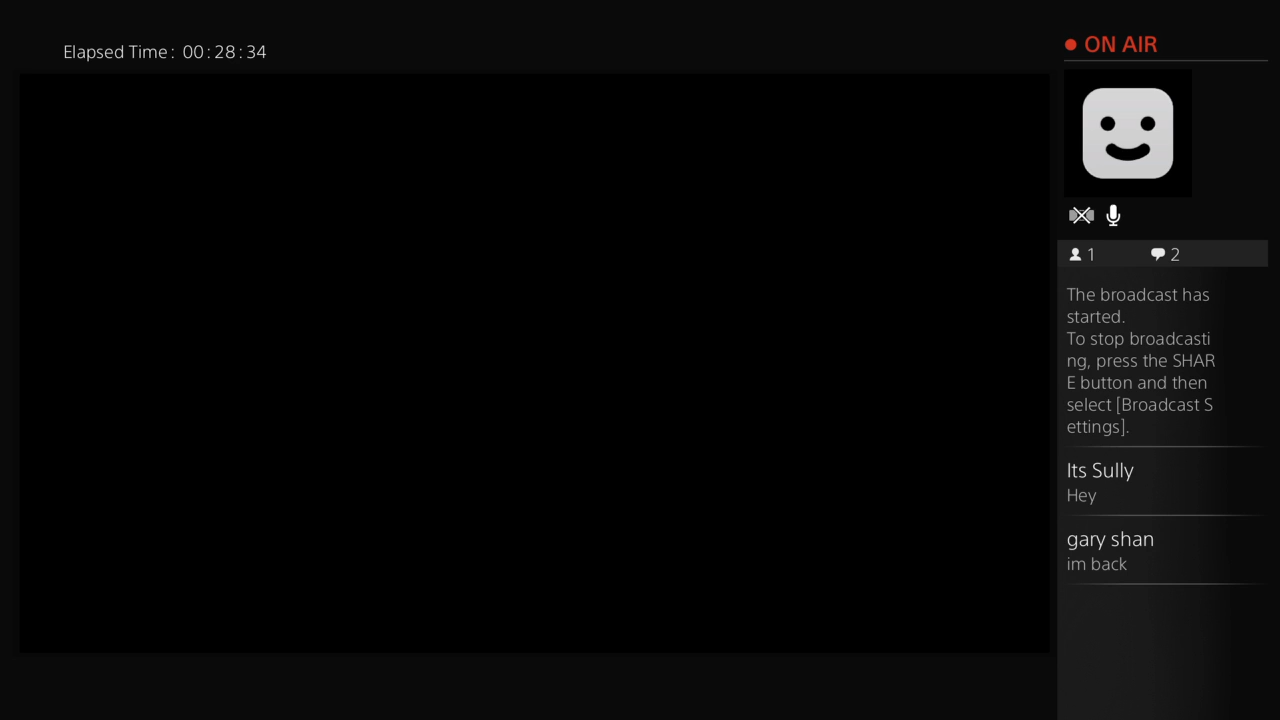 Elapsed Time: 00:28:34
ON AIR
1 2
The broadcast has
started.
To stop broadcasti
ng, press the SHAR
E button and then
select [Broadcast S
ettings].
Its Sully
Hey
gary shan
im back